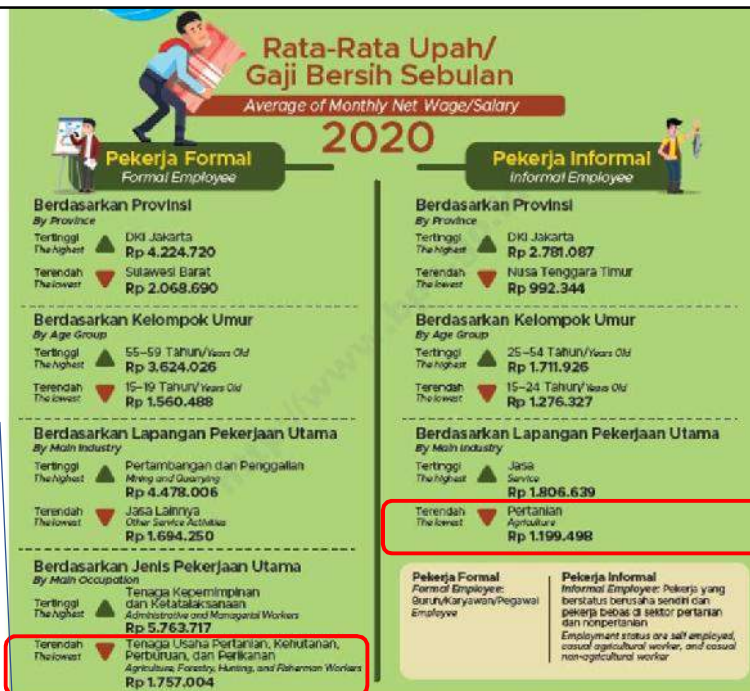 Rata-Rata Upah/
Gaji Bersih Sebulan
Average of Monthly Net Wage/Salary
2020
Pekerja Formal
Formal Employee
Berdasarkan Provinsi
By Province
Tertinggi
The highest
DKI Jakarta
Rp 4.224.720
Terendah
The lowest
Sulawesi Barat
Rp 2.068.690
Berdasarkan Kelompok Umur
By Age Group
Tertinggi
The highest
55-59 Tahun/Years Old
Rp 3.624.026
Terendah
The lowest
15-19 Tahun/Years Old
Rp 1.560.488
Berdasarkan Lapangan Pekerjaan Utama
By Main Industry
Tertinggi
The highest
Pertambangan dan Penggalian
Mining and Quarrying
Rp 4.478.006
Terendah
The lowest
Jasa Lainnya
Other Service Activities
Rp 1.694.250
Berdasarkan Jenis Pekerjaan Utama
By Main Occupation
Tertinggi
The highest
Tenaga Kepemimpinan
dan Ketatalaksanaan
Administrative and Managerial Workers
Rp 5.763.717
Terendah
The lowest
Tenaga Usaha Pertanian, Kehutanan,
Perburuan, dan Perikanan
Agriculture, Forestry, Hunting, and Fisherman Workers
Rp 1.757.004
Pekerja Informal
Informal Employee
Berdasarkan Provinsi
By Province
Tertinggi
The highest
DKI Jakarta
Rp 2.781.087
Terendah
The lowest
Nusa Tenggara Timur
Rp 992.344
Berdasarkan Kelompok Umur
By Age Group
Tertinggi
The highest
25-54 Tahun/Years Old
Rp 1.711.926
Terendah
The lowest
15-24 Tahun/Years Old
Rp 1.276.327
Berdasarkan Lapangan Pekerjaan Utama
By Main Industry
Tertinggi
The highest
Jasa
Service
Rp 1.806.639
Terendah
The lowest
Pertanian
Agriculture
Rp 1.199.498
Pekerja Formal
Formal Employee:
Buruh/Karyawan/Pegawai
Employee
Pekerja Informal
Informal Employee: Pekerja yang
berstatus berusaha sendiri dan
pekerja bebas di sektor pertanian
dan nonpertanian
Employment status are self employed,
casual agricultural worker, and casual
non-agricultural worker